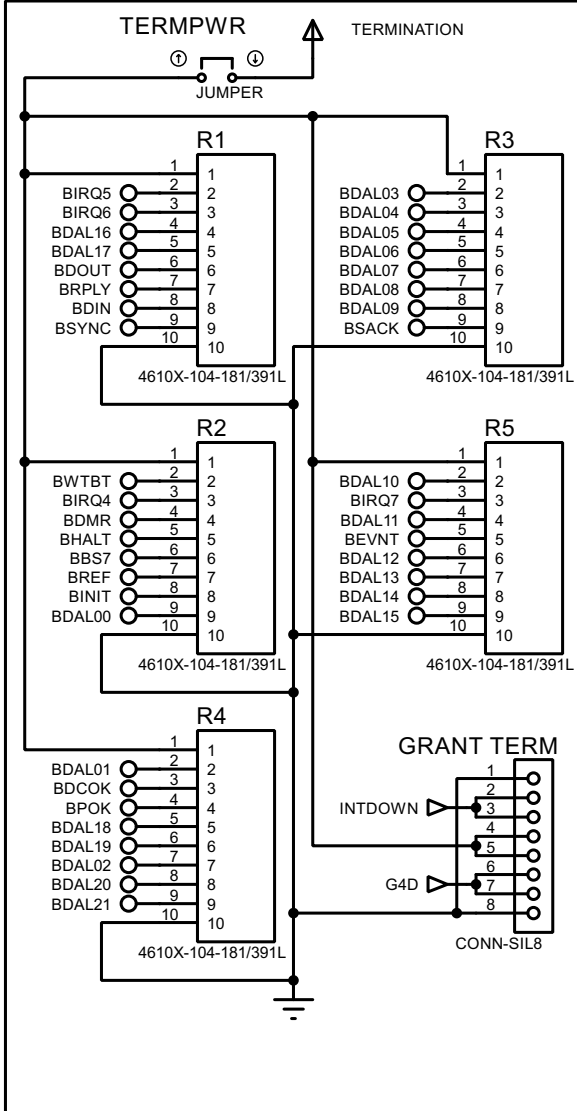 TERMPWR
TERMINATION
JUMPER
R1
1 1
BIRQ5 2 2
BIRQ6 3 3
BDAL16 4 4
BDAL17 5 5
BDOUT 6 6
BRPLY 7 7
BDIN 8 8
BSYNC 9 9
10 10
4610X-104-181/391L
R3
1 1
BDAL03 2 2
BDAL04 3 3
BDAL05 4 4
BDAL06 5 5
BDAL07 6 6
BDAL08 7 7
BDAL09 8 8
BSACK 9 9
10 10
4610X-104-181/391L
R2
1 1
BWTBT 2 2
BIRQ4 3 3
BDMR 4 4
BHALT 5 5
BBS7 6 6
BREF 7 7
BINIT 8 8
BDAL00 9 9
10 10
4610X-104-181/391L
R5
1 1
BDAL10 2 2
BIRQ7 3 3
BDAL11 4 4
BEVNT 5 5
BDAL12 6 6
BDAL13 7 7
BDAL14 8 8
BDAL15 9 9
10 10
4610X-104-181/391L
R4
1 1
BDAL01 2 2
BDCOK 3 3
BPOK 4 4
BDAL18 5 5
BDAL19 6 6
BDAL02 7 7
BDAL20 8 8
BDAL21 9 9
10 10
4610X-104-181/391L
GRANT TERM
1
2
INTDOWN 3
4
5
6
G4D 7
8
CONN-SIL8